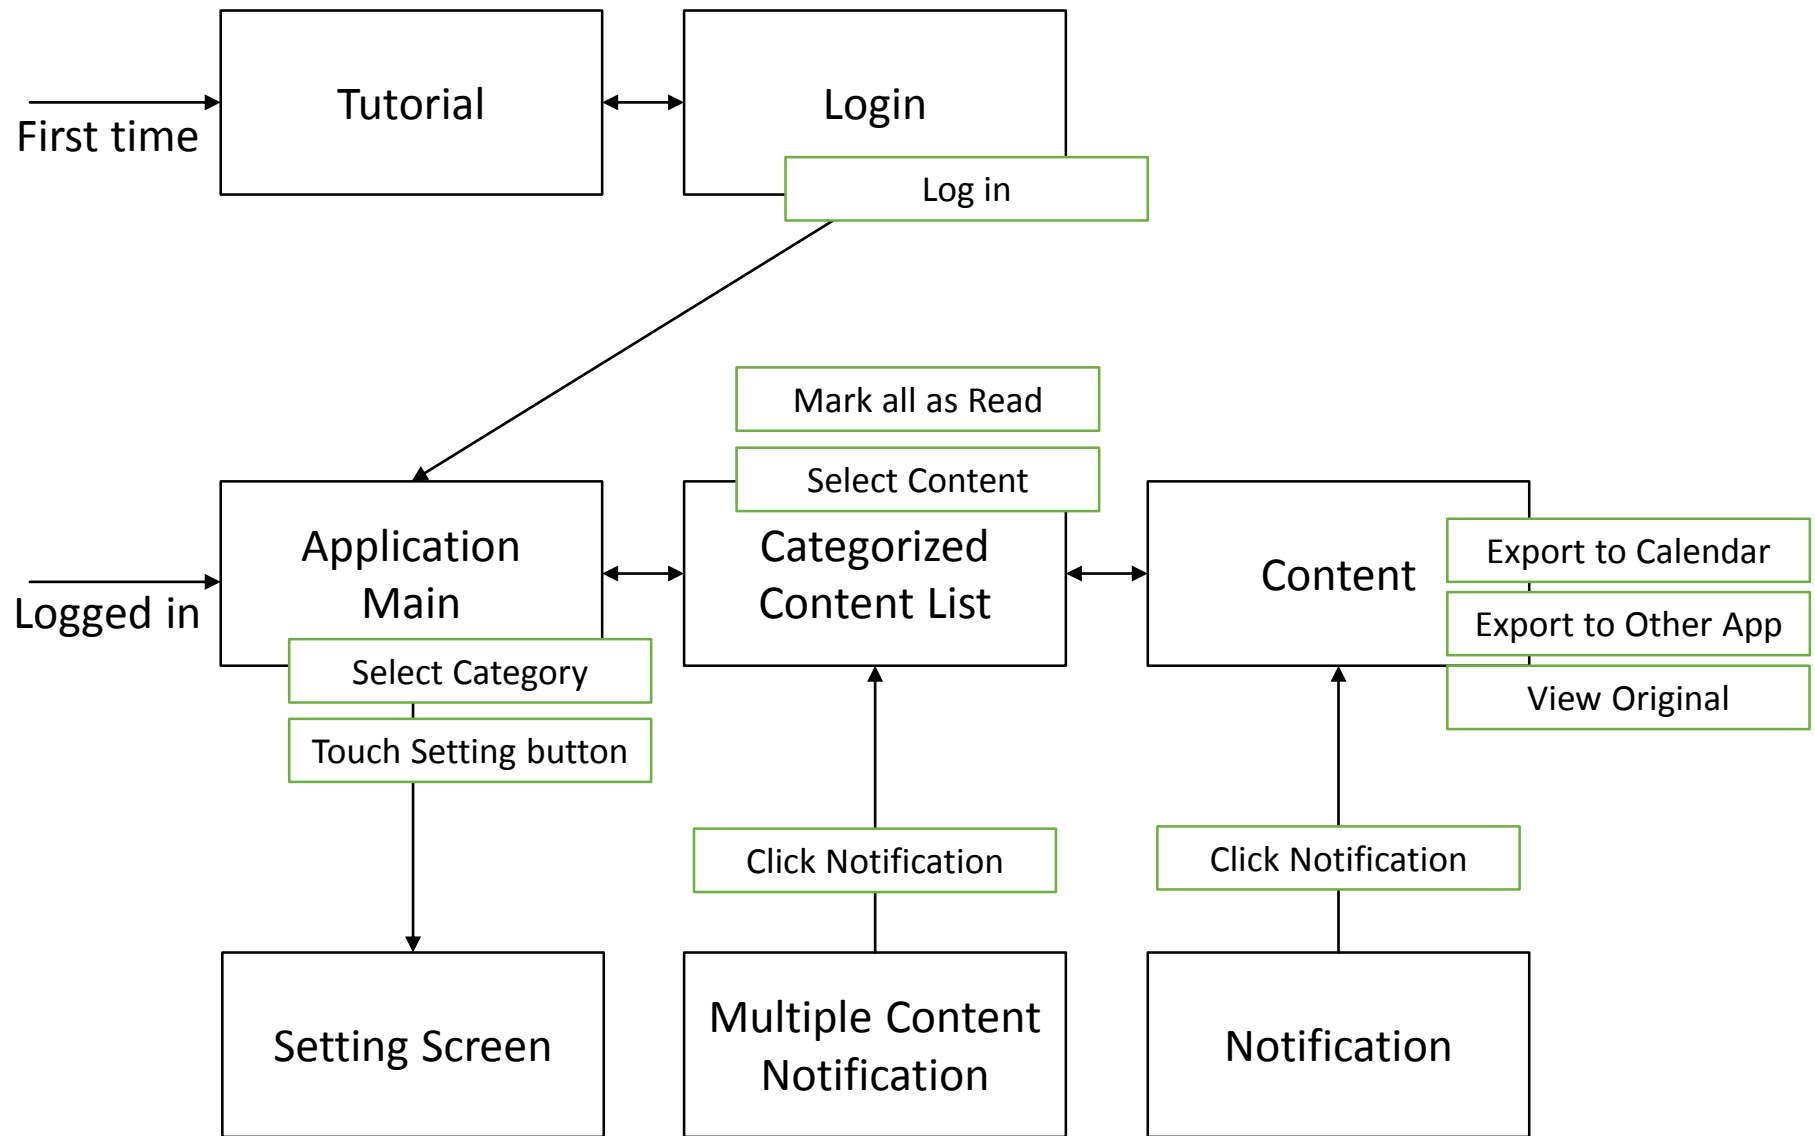 Tutorial
Login
First time
Log in
Mark all as Read
Select Content
Application
Main
Categorized
Content List
Content
Export to Calendar
Export to Other App
View Original
Logged in
Select Category
Touch Setting button
Click Notification
Click Notification
Setting Screen
Multiple Content
Notification
Notification